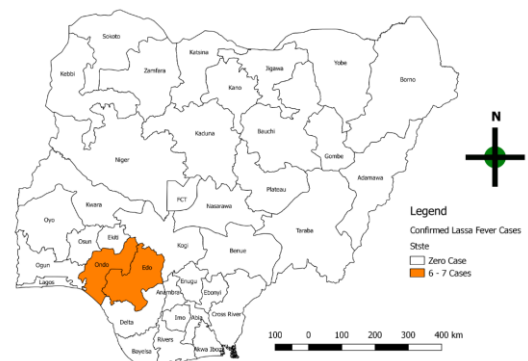 Sokoto
Katsina
Jigawa
Yobe
Borno
Kebbi
Zamfara
Kano
Kaduna
Bauchi
Gombe
Adamawa
Niger
Plateau
FCT
Nasarawa
Taraba
Kwara
Oyo
Osun
Ekiti
Kogi
Benue
Ogun
Ondo
Edo
Lagos
Anambra
Enugu
Ebonyi
Delta
Imo
Abia
Cross River
Bayelsa
Rivers
Akwa Ibom
N
Legend
Confirmed Lassa Fever Cases
Stste
Zero Case
6 - 7 Cases
100 0 100 200 300 400 km